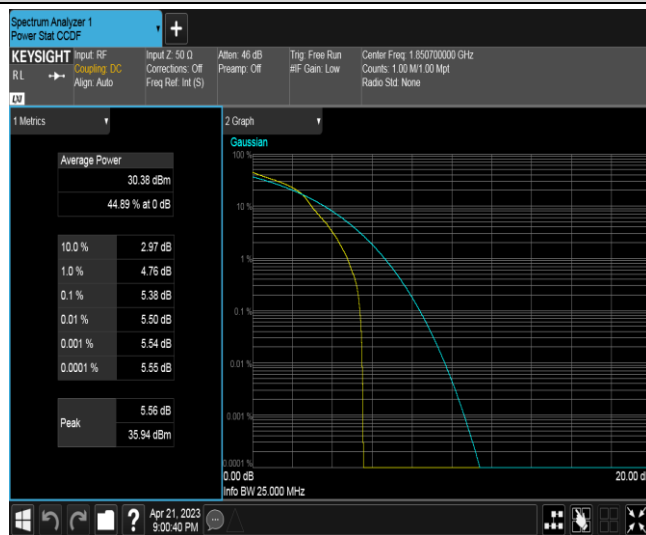 Spectrum Analyzer 1
Power Stat CCDF
+
KEYSIGHT
RL
LXI
Input: RF
Coupling: DC
Align: Auto
Input Z: 50 Ω
Corrections: Off
Freq Ref: Int (S)
Atten: 46 dB
Preamp: Off
Trig: Free Run
#IF Gain: Low
Center Freq: 1.850700000 GHz
Counts: 1.00 M/1.00 Mpt
Radio Std: None
1 Metrics
Average Power
30.38 dBm
44.89 % at 0 dB
10.0 % 2.97 dB
1.0 % 4.76 dB
0.1 % 5.38 dB
0.01 % 5.50 dB
0.001 % 5.54 dB
0.0001 % 5.55 dB
Peak
5.56 dB
35.94 dBm
2 Graph
Gaussian
100 %
10 %
1 %
0.1 %
0.01 %
0.001 %
0.0001 %
0.00 dB
20.00 d
Info BW 25.000 MHz
?
Apr 21, 2023
9:00:40 PM